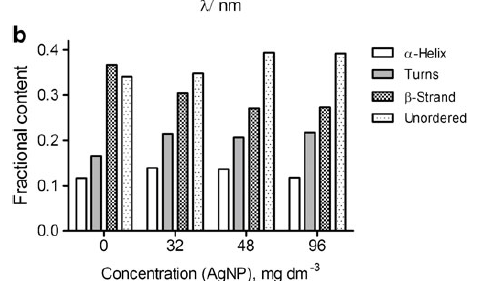 λ/ nm
b
α-Helix
Turns
β-Strand
Unordered
Fractional content
0.4
0.3
0.2
0.1
0.0
0 32 48 96
Concentration (AgNP), mg dm⁻³